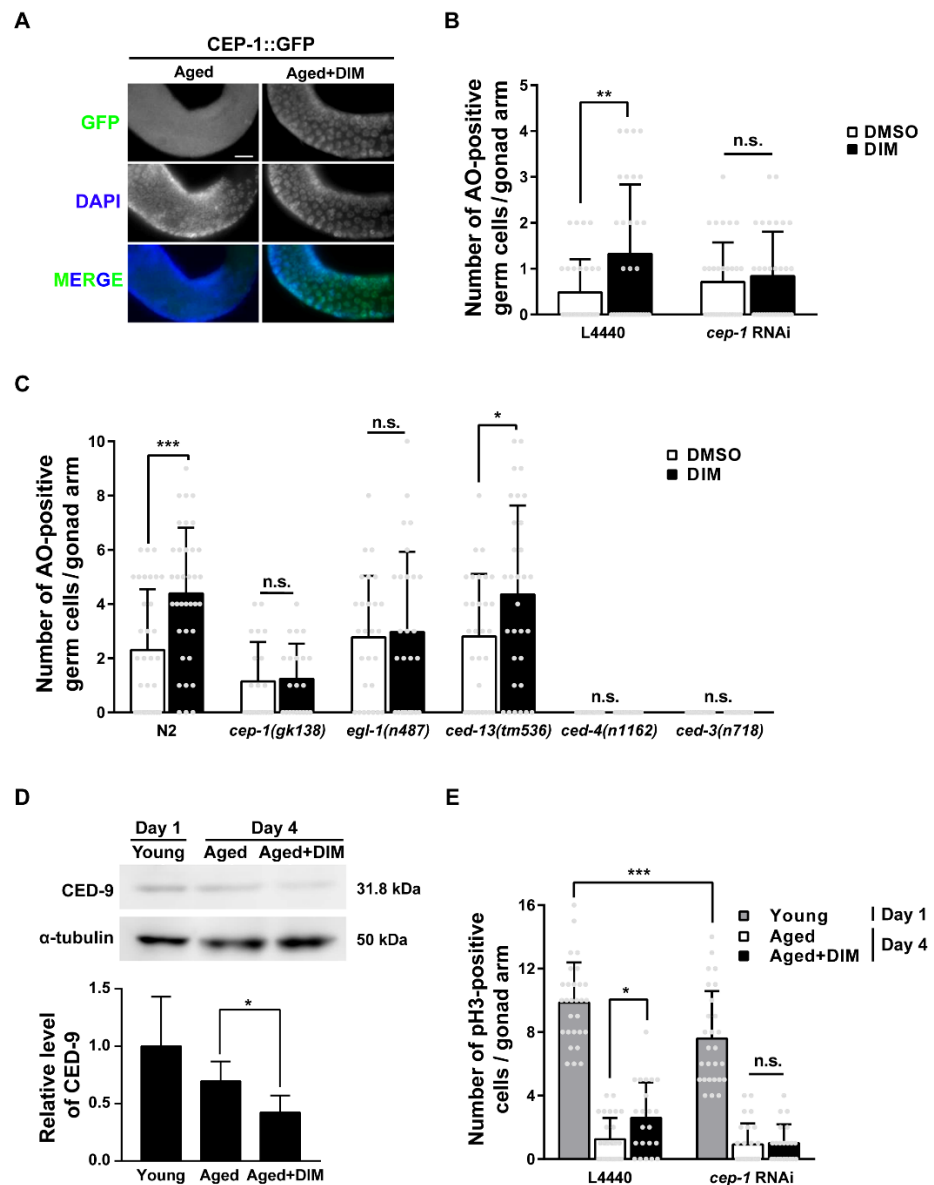 A
CEP-1::GFP
Aged
Aged+DIM
GFP
DAPI
MERGE
B
Number of AO-positive
germ cells / gonad arm
5
4
3
2
1
0
**
n.s.
DMSO
DIM
L4440
cep-1 RNAi
C
Number of AO-positive
germ cells / gonad arm
10
8
6
4
2
0
***
n.s.
n.s.
*
n.s.
n.s.
DMSO
DIM
N2
cep-1(gk138)
egl-1(n487)
ced-13(tm536)
ced-4(n1162)
ced-3(n718)
D
Day 1
Day 4
Young
Aged
Aged+DIM
CED-9
31.8 kDa
α-tubulin
50 kDa
Relative level
of CED-9
1.5
1.0
0.5
0.0
*
Young
Aged
Aged+DIM
E
Number of pH3-positive
cells / gonad arm
16
12
8
4
0
***
*
n.s.
Young
Aged
Aged+DIM
Day 1
Day 4
L4440
cep-1 RNAi